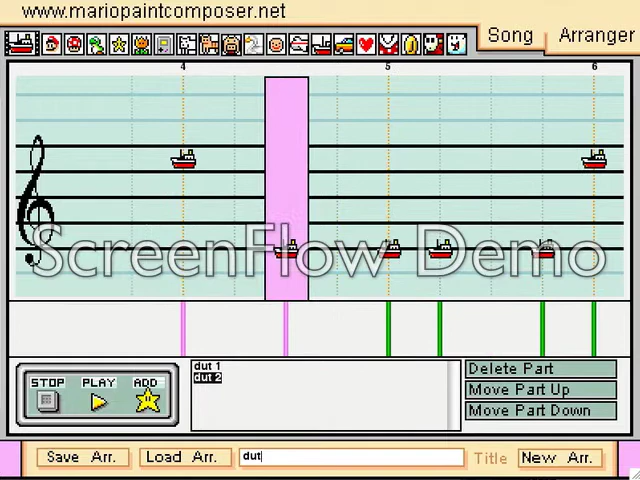 www.mariopaintcomposer.net
Song Arranger
4 5 6
ScreenFlow Demo
STOP PLAY ADD
dut 1
dut 2
Delete Part
Move Part Up
Move Part Down
Save Arr. Load Arr. dut Title New Arr.